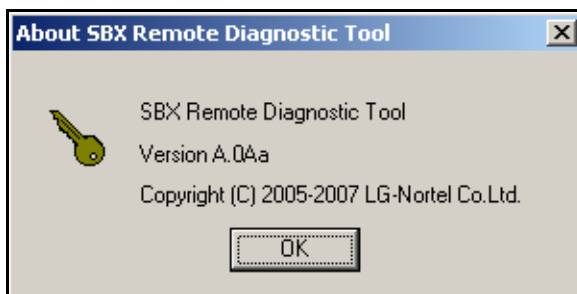 About SBX Remote Diagnostic Tool
SBX Remote Diagnostic Tool
Version A.0Aa
Copyright (C) 2005-2007 LG-Nortel Co.Ltd.
OK